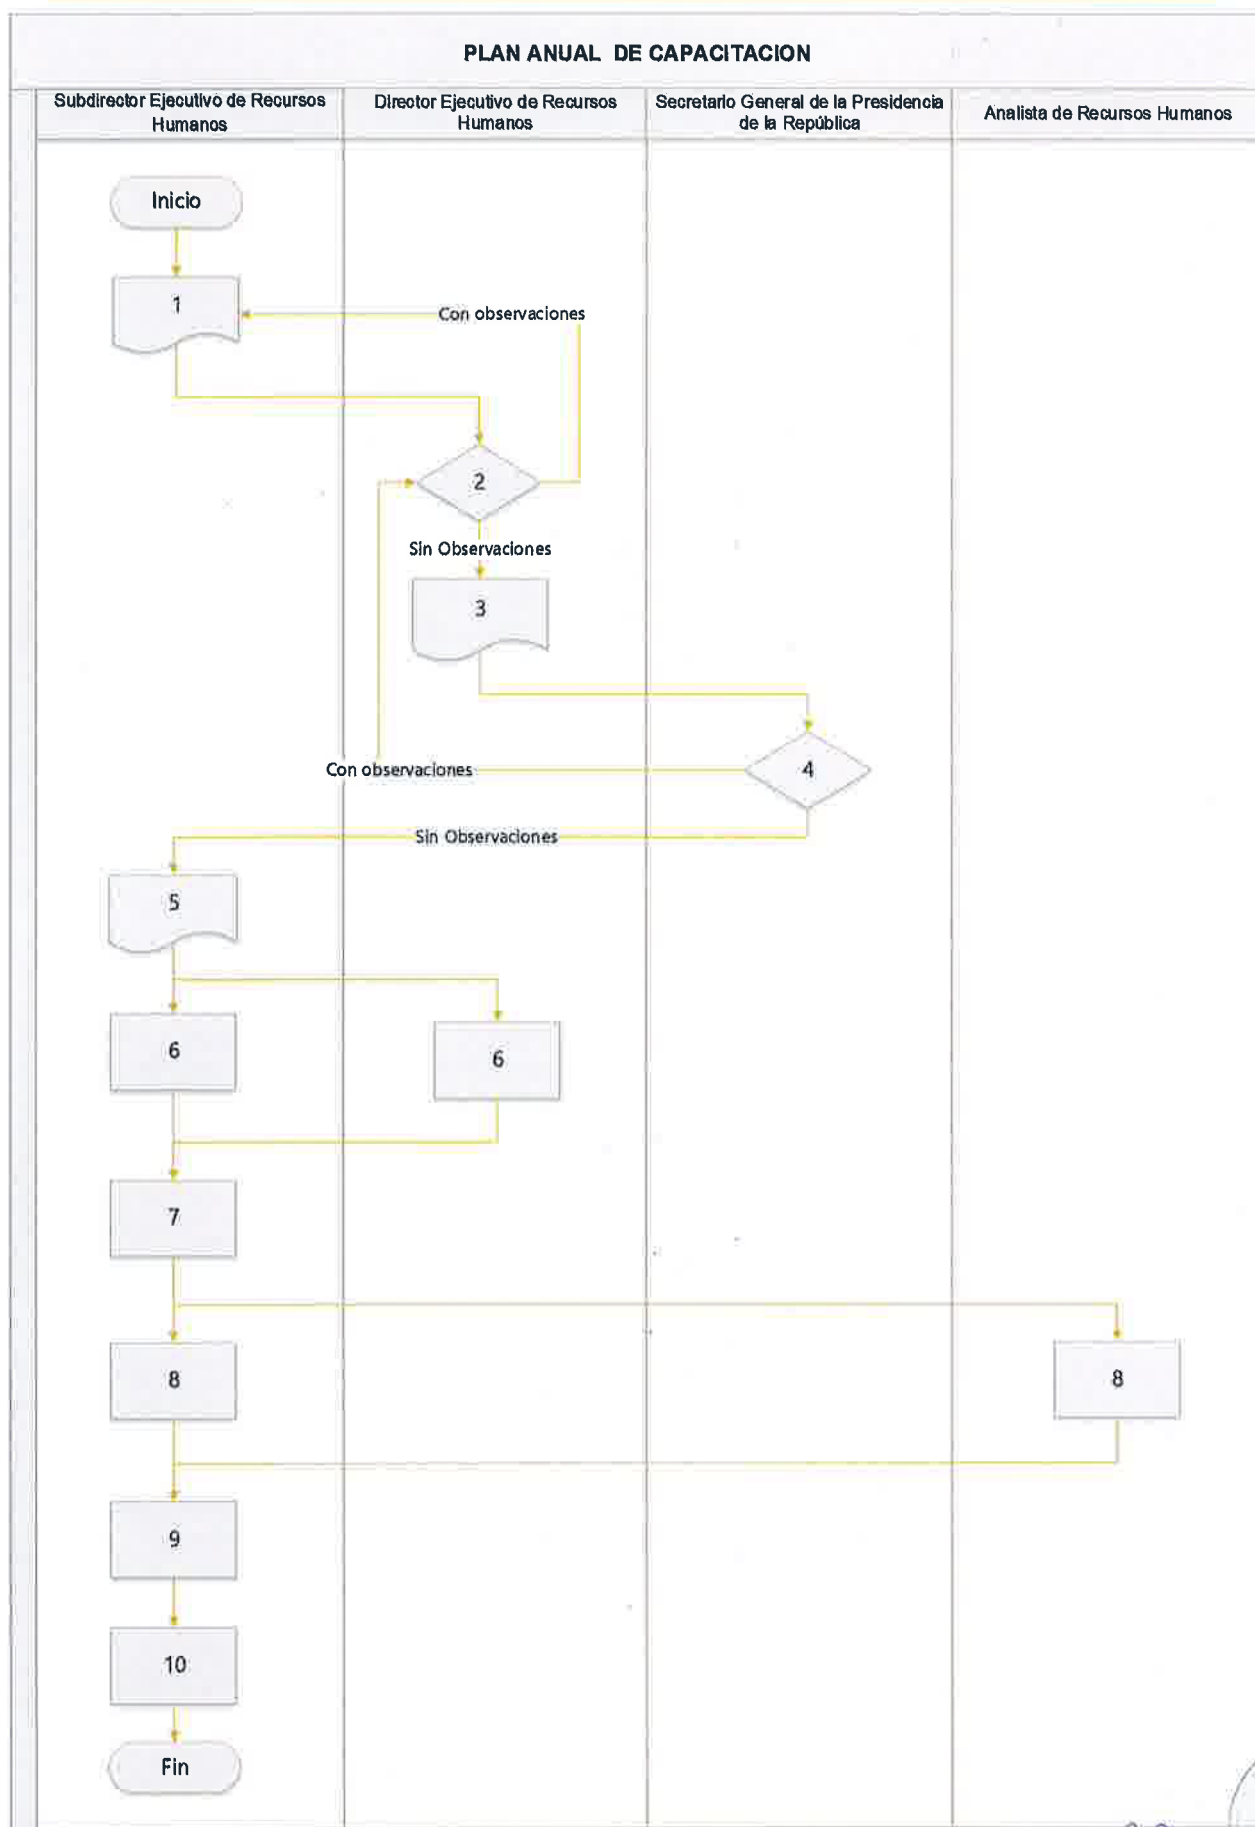 PLAN ANUAL DE CAPACITACION
Subdirector Ejecutivo de Recursos
Humanos
Director Ejecutivo de Recursos
Humanos
Secretario General de la Presidencia
de la República
Analista de Recursos Humanos
Inicio
1
Con observaciones
2
Sin Observaciones
3
4
Con observaciones
Sin Observaciones
5
6
6
7
8
8
9
10
Fin